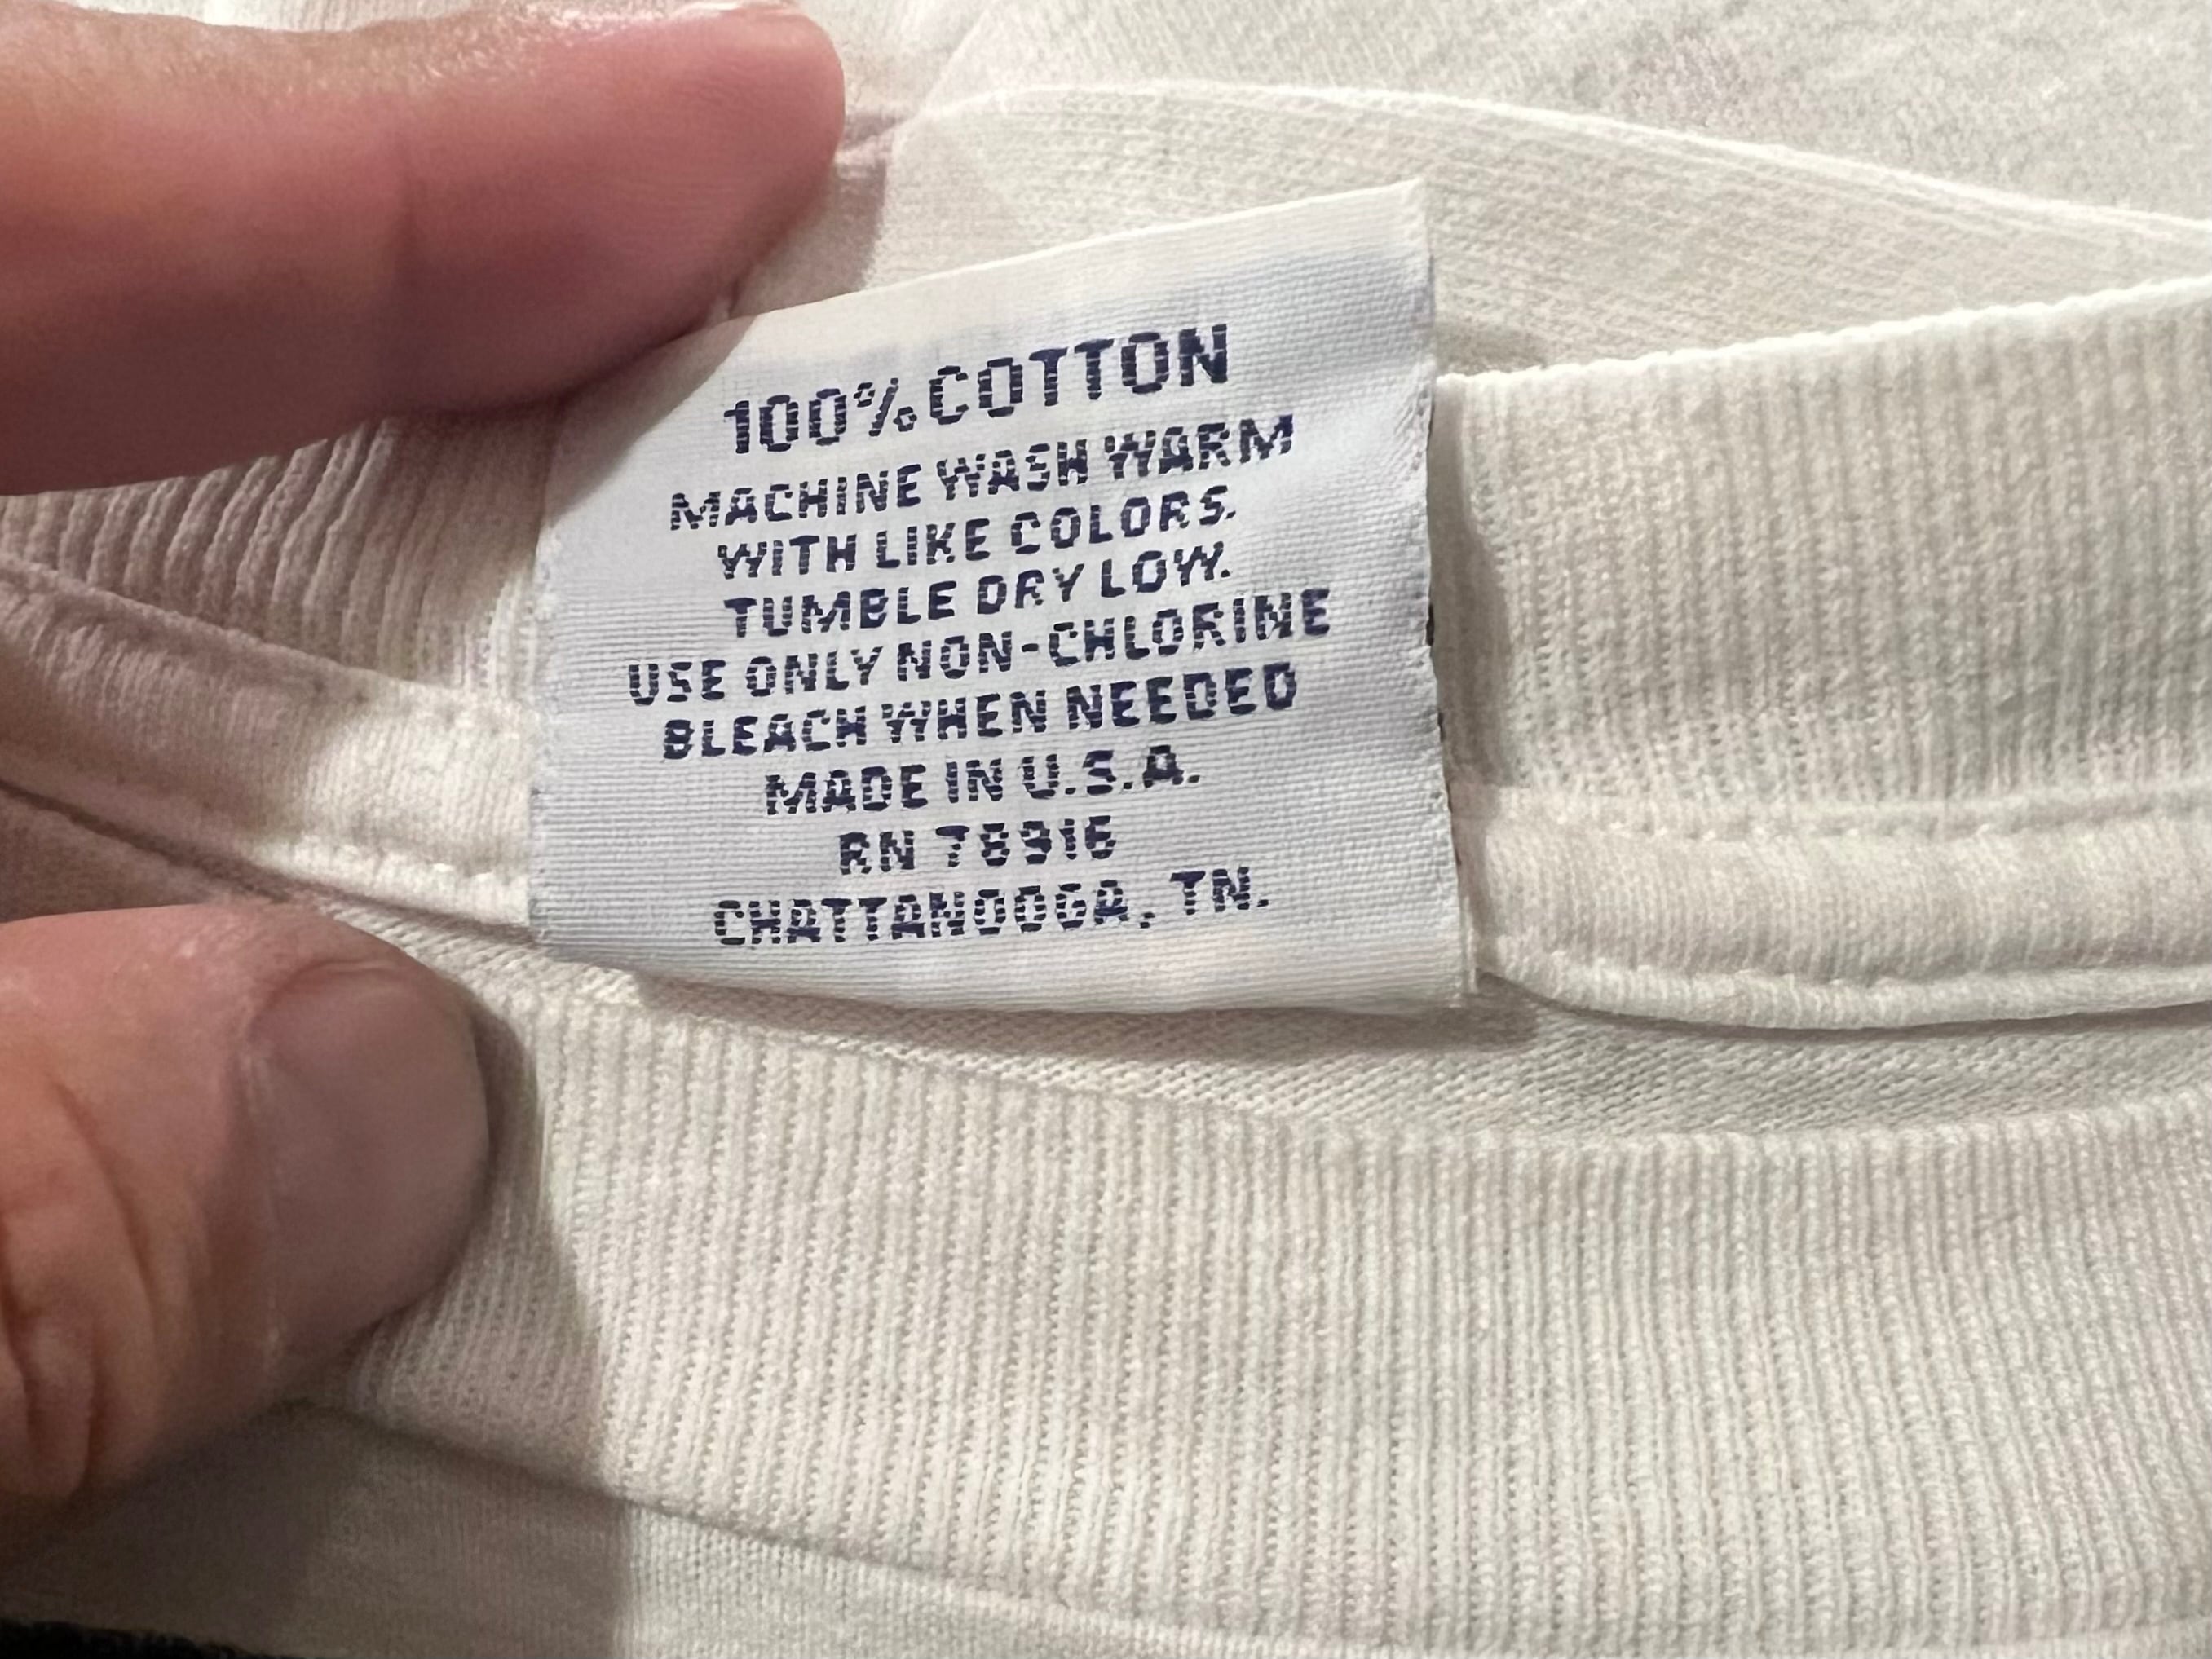 100% COTTON
MACHINE WASH WARM
WITH LIKE COLORS.
TUMBLE DRY LOW.
USE ONLY NON-CHLORINE
BLEACH WHEN NEEDED
MADE IN U.S.A.
RN 78916
CHATTANOOGA, TN.